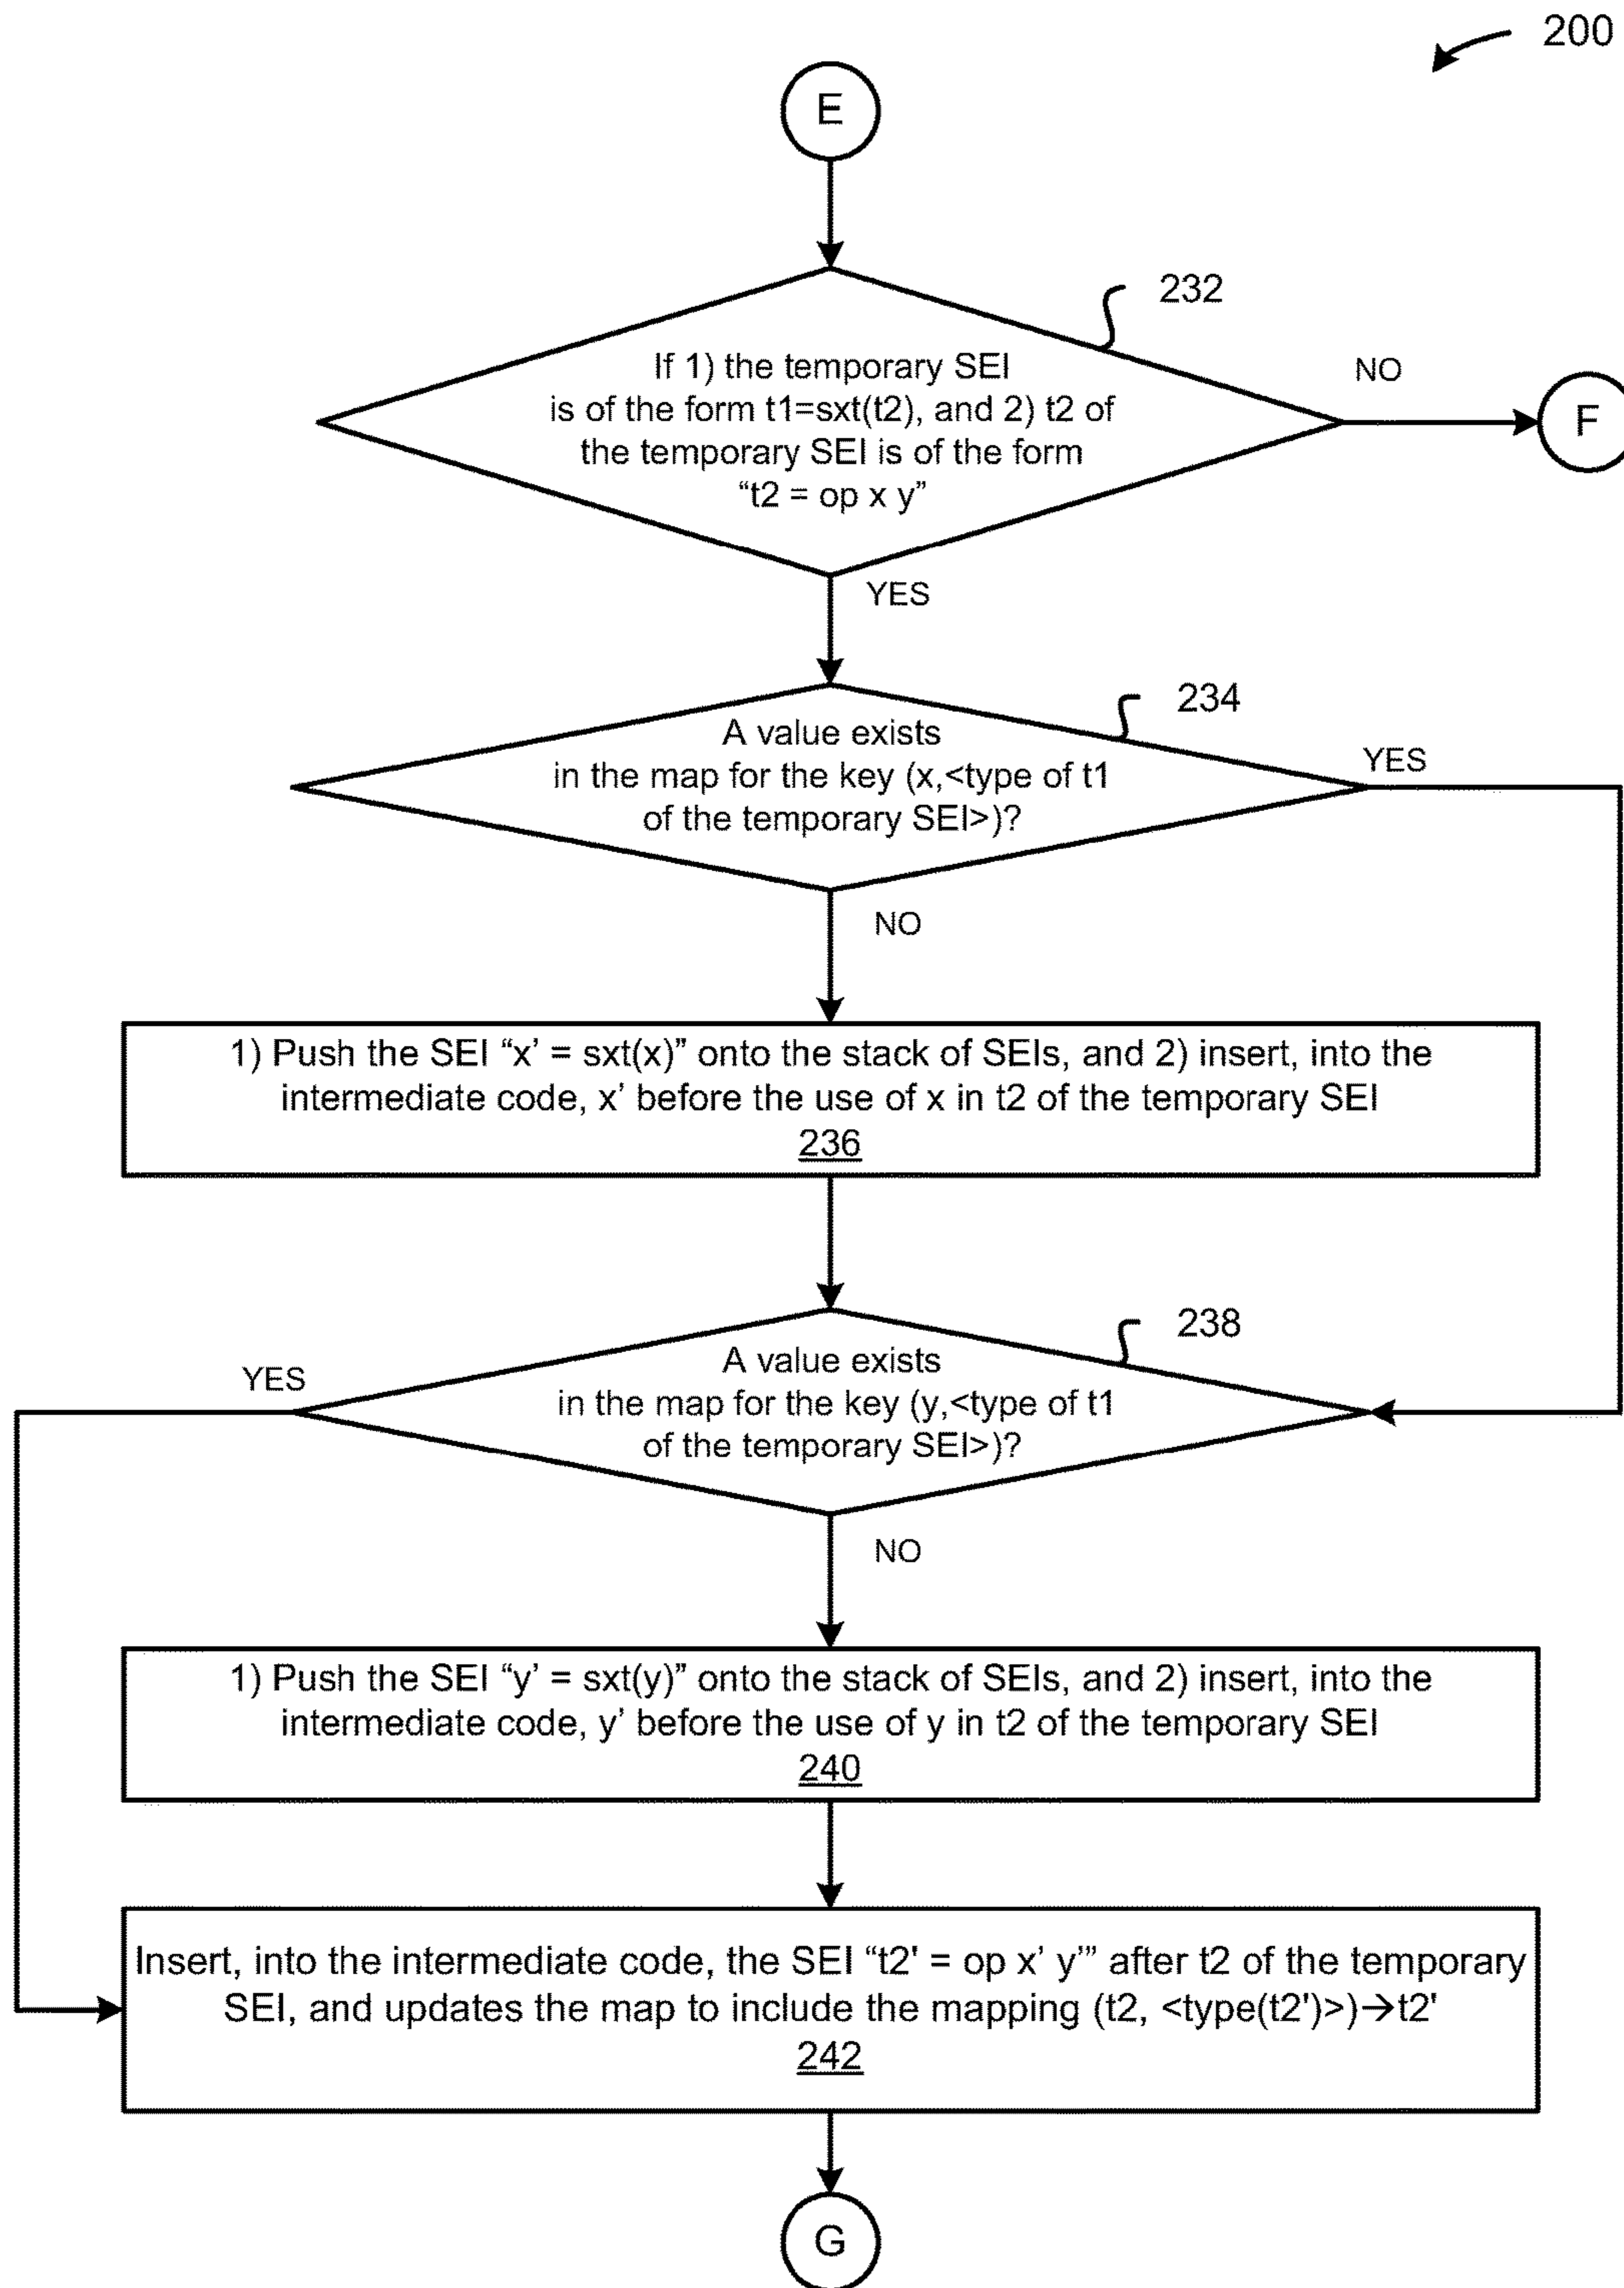 200
E
232
If 1) the temporary SEI
is of the form t1=sxt(t2), and 2) t2 of
the temporary SEI is of the form
“t2 = op x y”
NO
F
YES
234
A value exists
in the map for the key (x,<type of t1
of the temporary SEI>)?
YES
NO
1) Push the SEI “x’ = sxt(x)” onto the stack of SEIs, and 2) insert, into the
intermediate code, x’ before the use of x in t2 of the temporary SEI
236
238
A value exists
in the map for the key (y,<type of t1
of the temporary SEI>)?
YES
NO
1) Push the SEI “y’ = sxt(y)” onto the stack of SEIs, and 2) insert, into the
intermediate code, y’ before the use of y in t2 of the temporary SEI
240
Insert, into the intermediate code, the SEI “t2' = op x’ y’” after t2 of the temporary
SEI, and updates the map to include the mapping (t2, <type(t2')>)→t2'
242
G